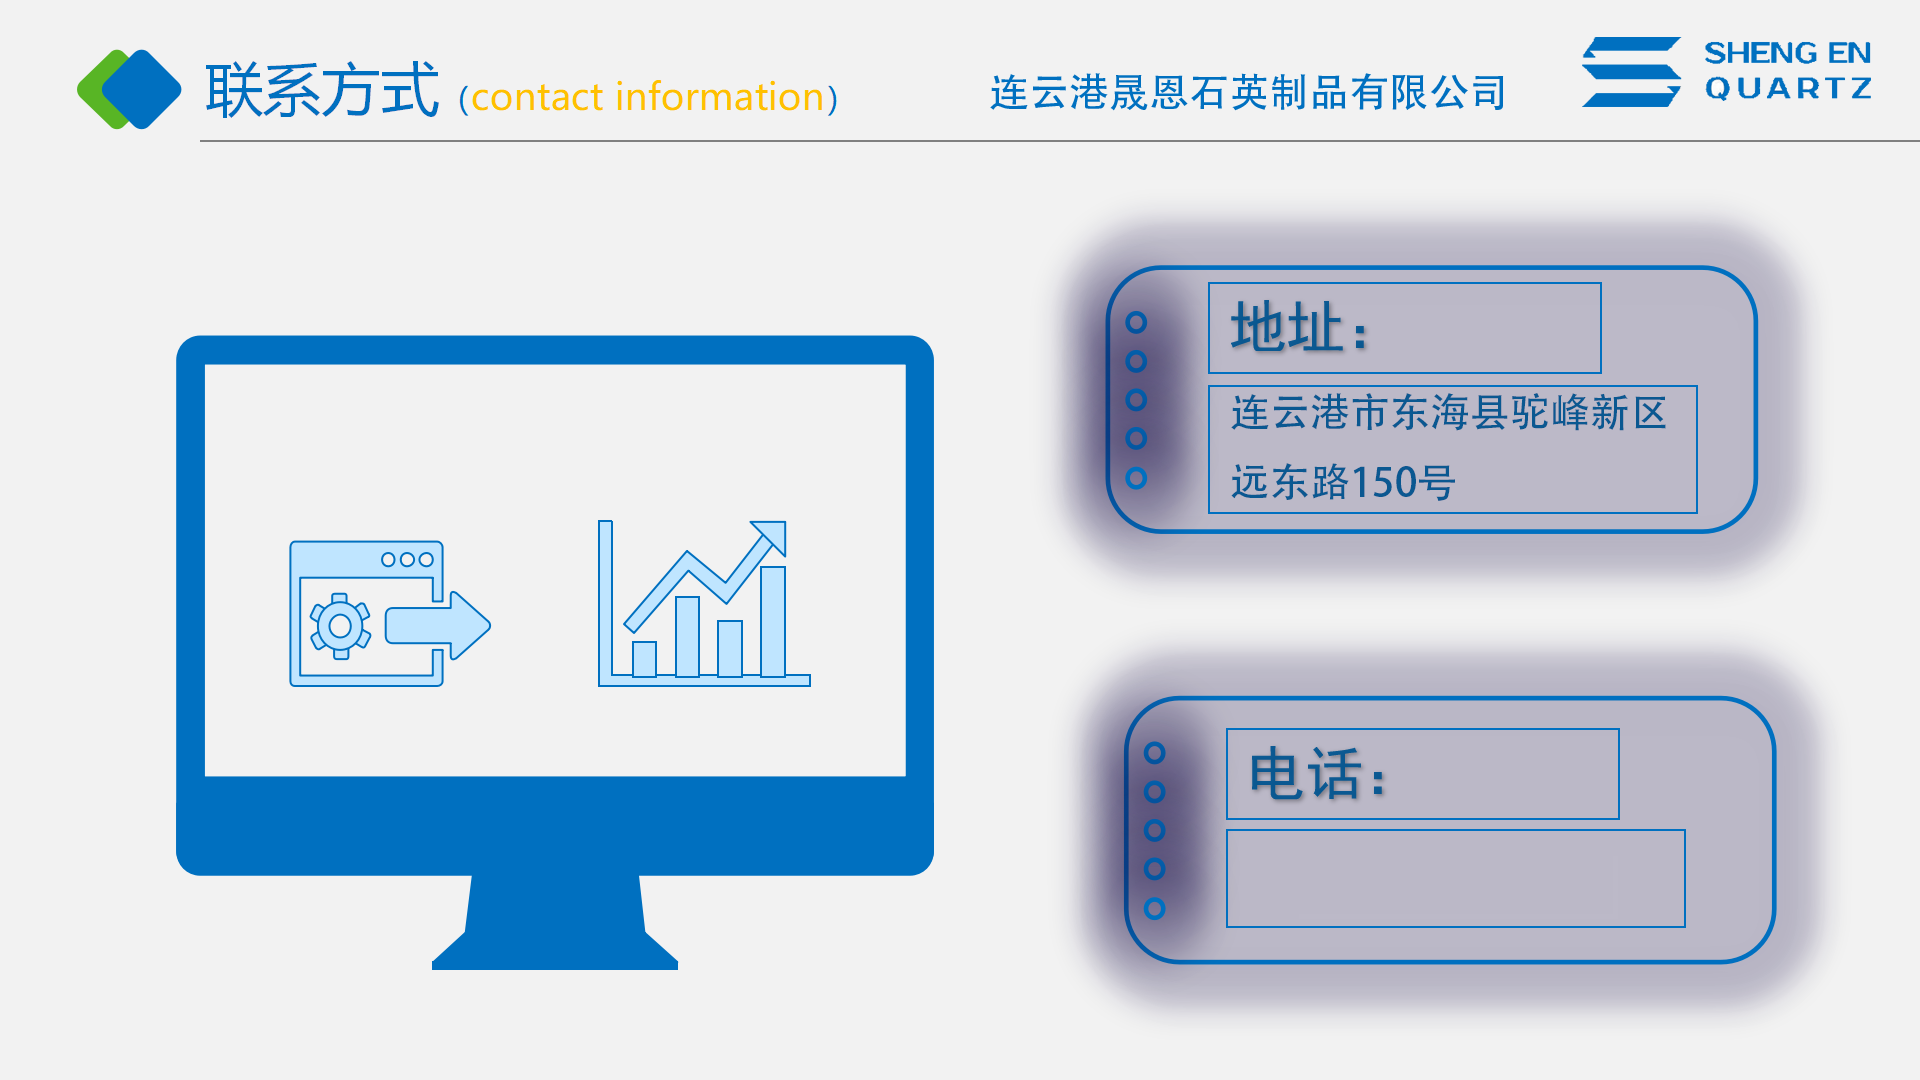 联系方式（contact information）
连云港晟恩石英制品有限公司
SHENG EN
QUARTZ
地址：
连云港市东海县驼峰新区
远东路150号
电话：